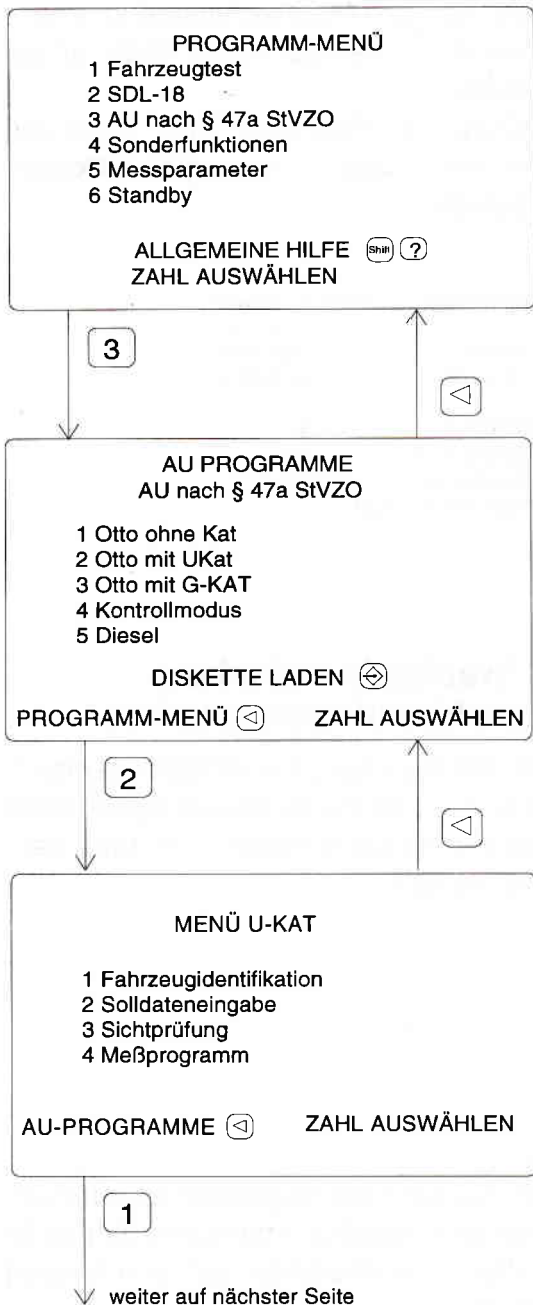 PROGRAMM-MENÜ
1 Fahrzeugtest
2 SDL-18
3 AU nach § 47a StVZO
4 Sonderfunktionen
5 Messparameter
6 Standby
ALLGEMEINE HILFE Shift ?
ZAHL AUSWÄHLEN
3
AU PROGRAMME
AU nach § 47a StVZO
1 Otto ohne Kat
2 Otto mit UKat
3 Otto mit G-KAT
4 Kontrollmodus
5 Diesel
DISKETTE LADEN
PROGRAMM-MENÜ ZAHL AUSWÄHLEN
2
MENÜ U-KAT
1 Fahrzeugidentifikation
2 Solldateneingabe
3 Sichtprüfung
4 Meßprogramm
AU-PROGRAMME ZAHL AUSWÄHLEN
1
weiter auf nächster Seite